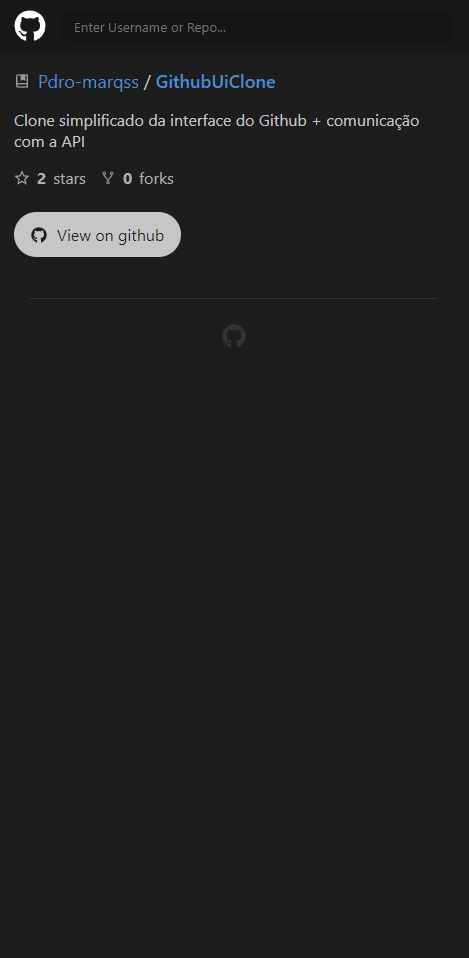 Enter Username or Repo...
Pdro-marqss / GithubUiClone
Clone simplificado da interface do Github + comunicação
com a API
2 stars 0 forks
View on github